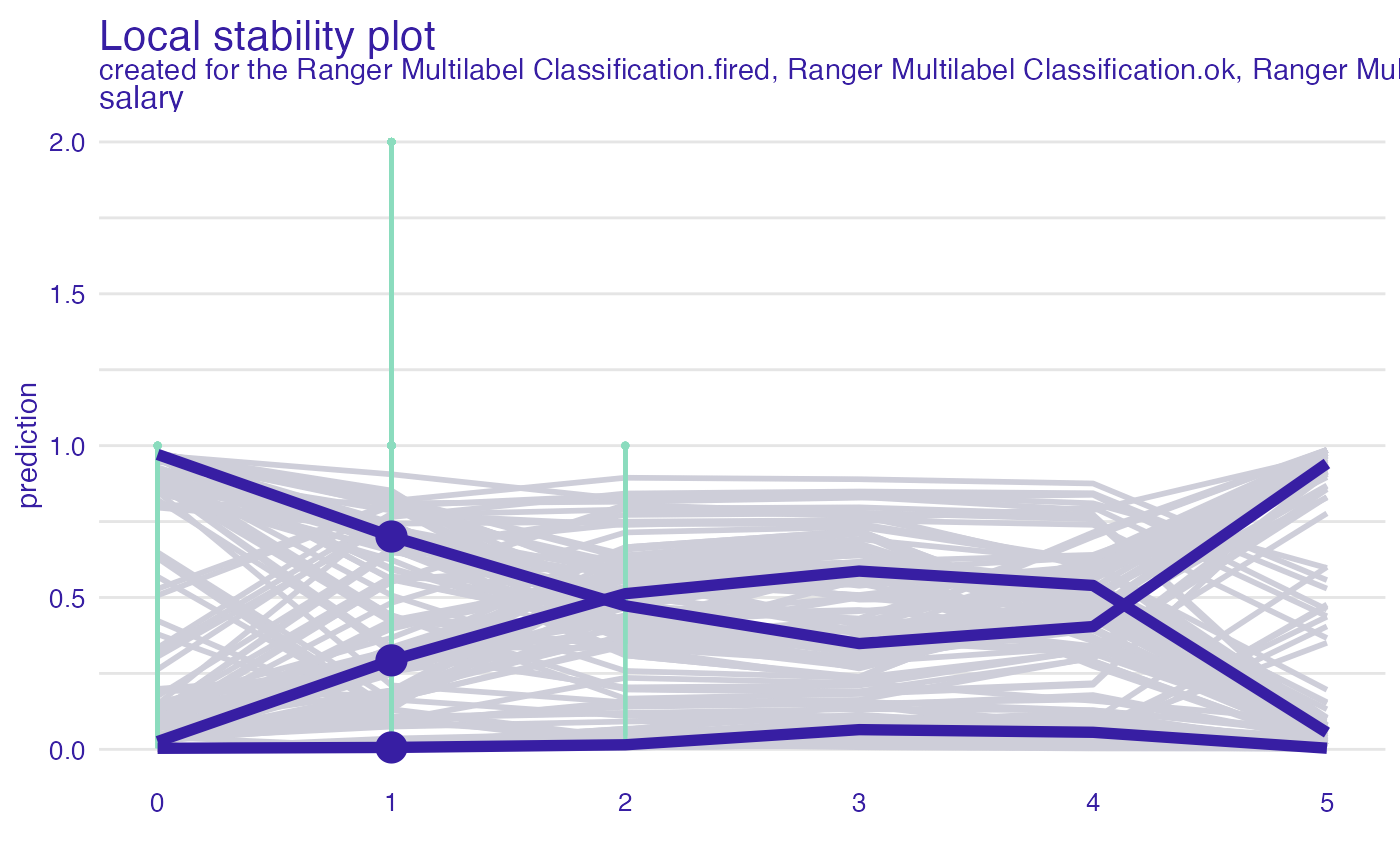 Local stability plot
created for the Ranger Multilabel Classification.fired, Ranger Multilabel Classification.ok, Ranger Mul
salary
2.0
1.5
1.0
0.5
0.0
prediction
0 1 2 3 4 5